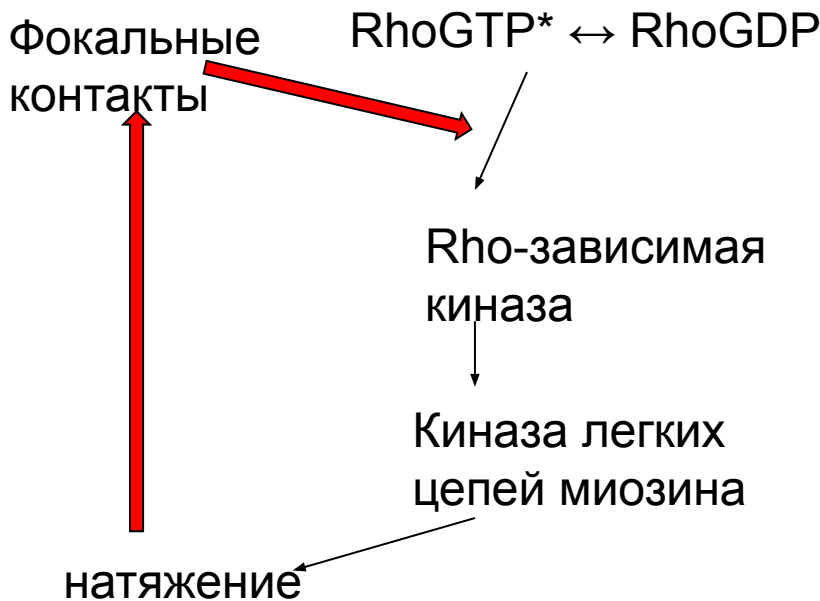 Фокальные
контакты
RhoGTP* ↔ RhoGDP
Rho-зависимая
киназа
Киназа легких
цепей миозина
натяжение